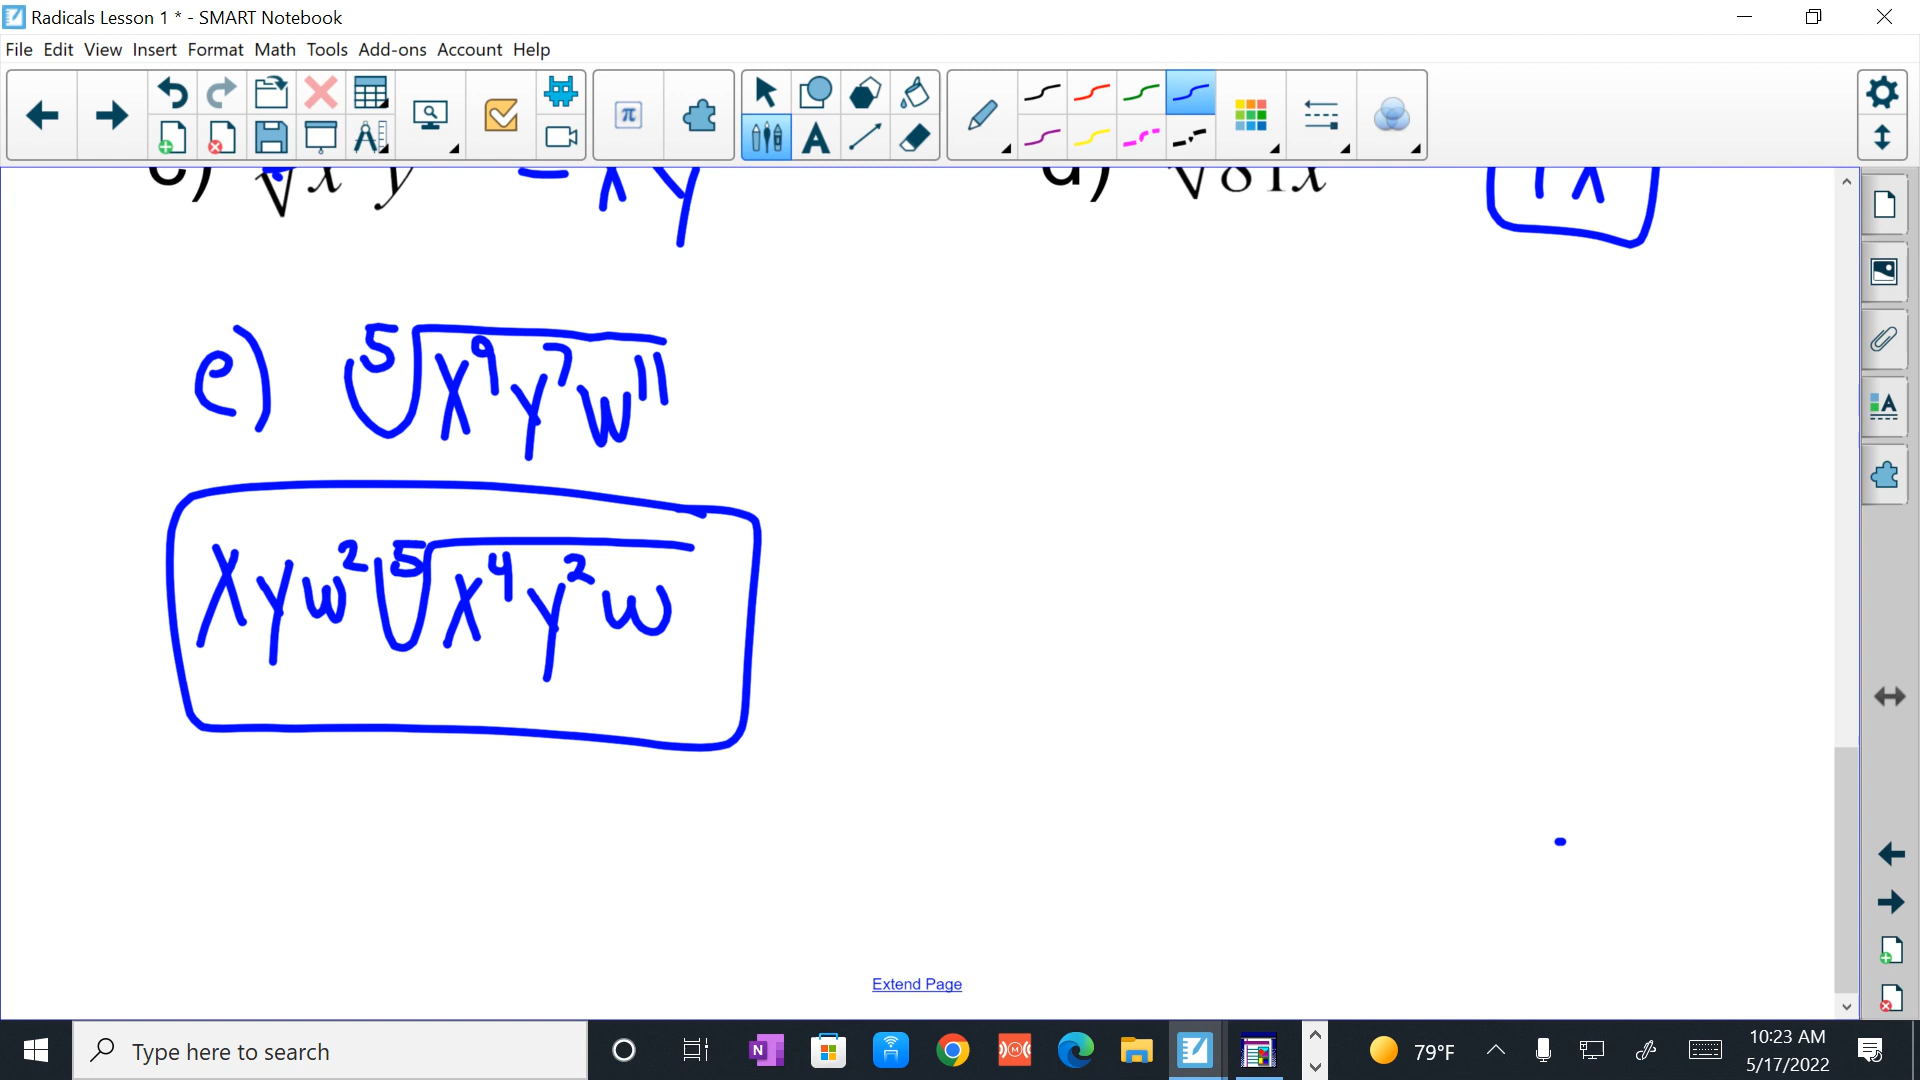 Radicals Lesson 1 * - SMART Notebook
File Edit View Insert Format Math Tools Add-ons Account Help
e) ⁵√x⁹y⁷w¹¹
xyw² ⁵√x⁴y²w
Extend Page
Type here to search
79°F
10:23 AM
5/17/2022